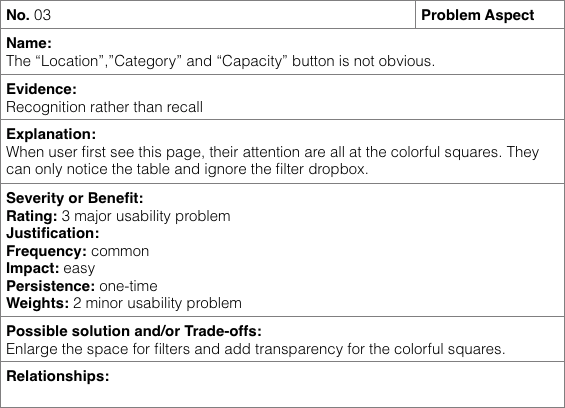 No. 03
Problem Aspect
Name:
The “Location”,”Category” and “Capacity” button is not obvious.
Evidence:
Recognition rather than recall
Explanation:
When user first see this page, their attention are all at the colorful squares. They
can only notice the table and ignore the filter dropbox.
Severity or Benefit:
Rating: 3 major usability problem
Justification:
Frequency: common
Impact: easy
Persistence: one-time
Weights: 2 minor usability problem
Possible solution and/or Trade-offs:
Enlarge the space for filters and add transparency for the colorful squares.
Relationships: